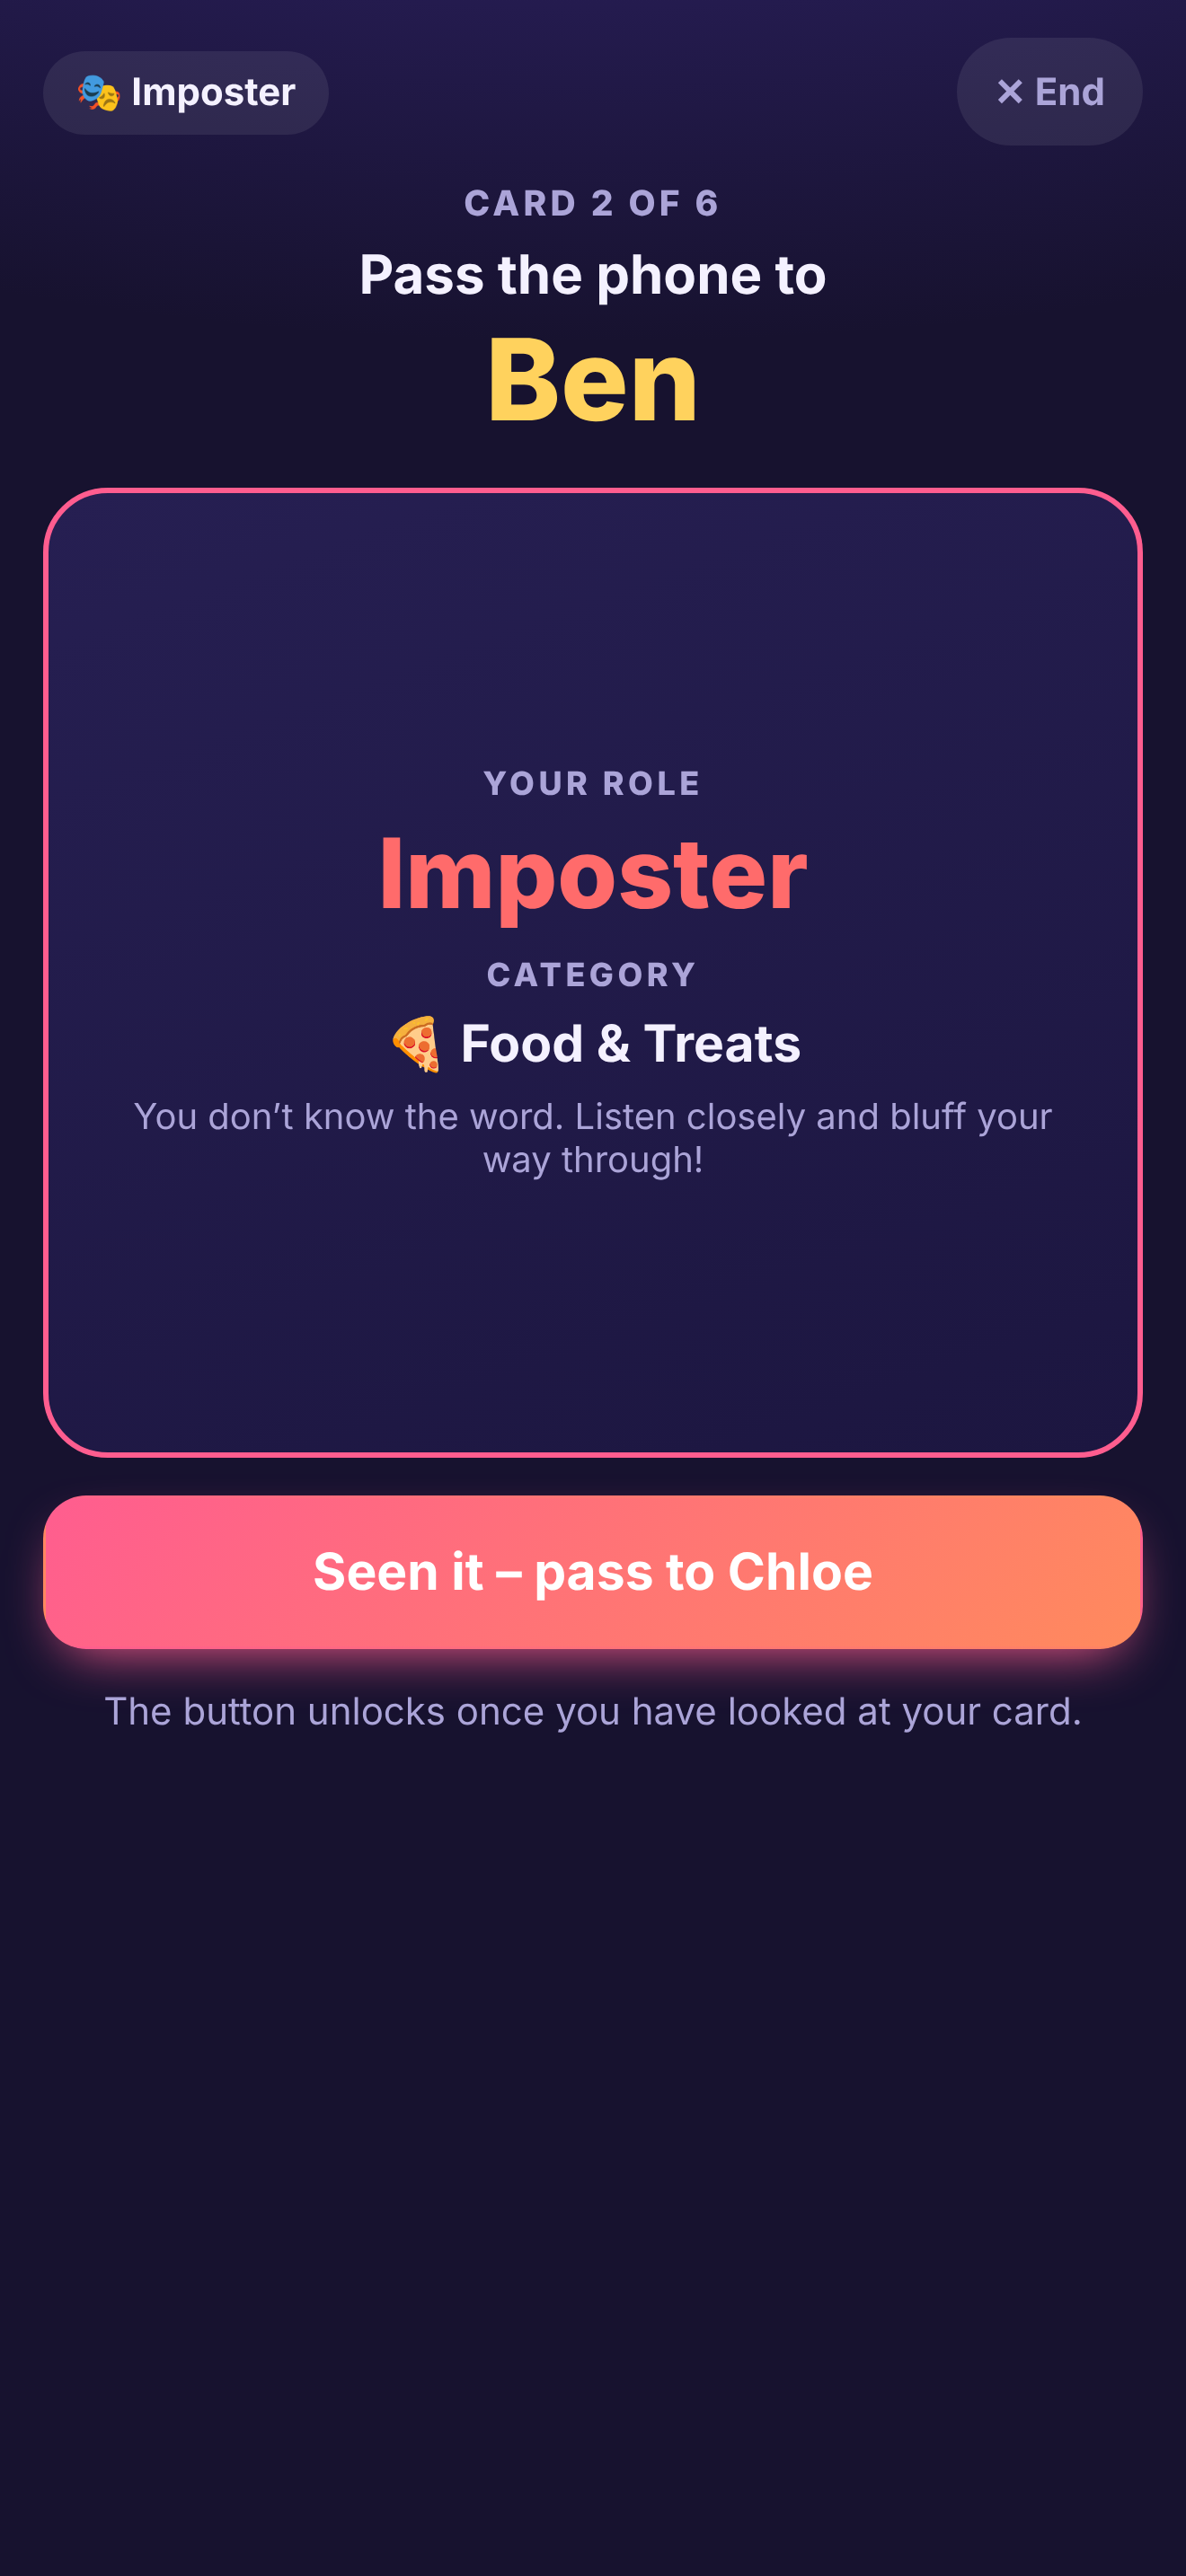 🎭 Imposter
✕ End
CARD 2 OF 6
Pass the phone to
Ben
YOUR ROLE
Imposter
CATEGORY
🍕 Food & Treats
You don’t know the word. Listen closely and bluff your
way through!
Seen it – pass to Chloe
The button unlocks once you have looked at your card.